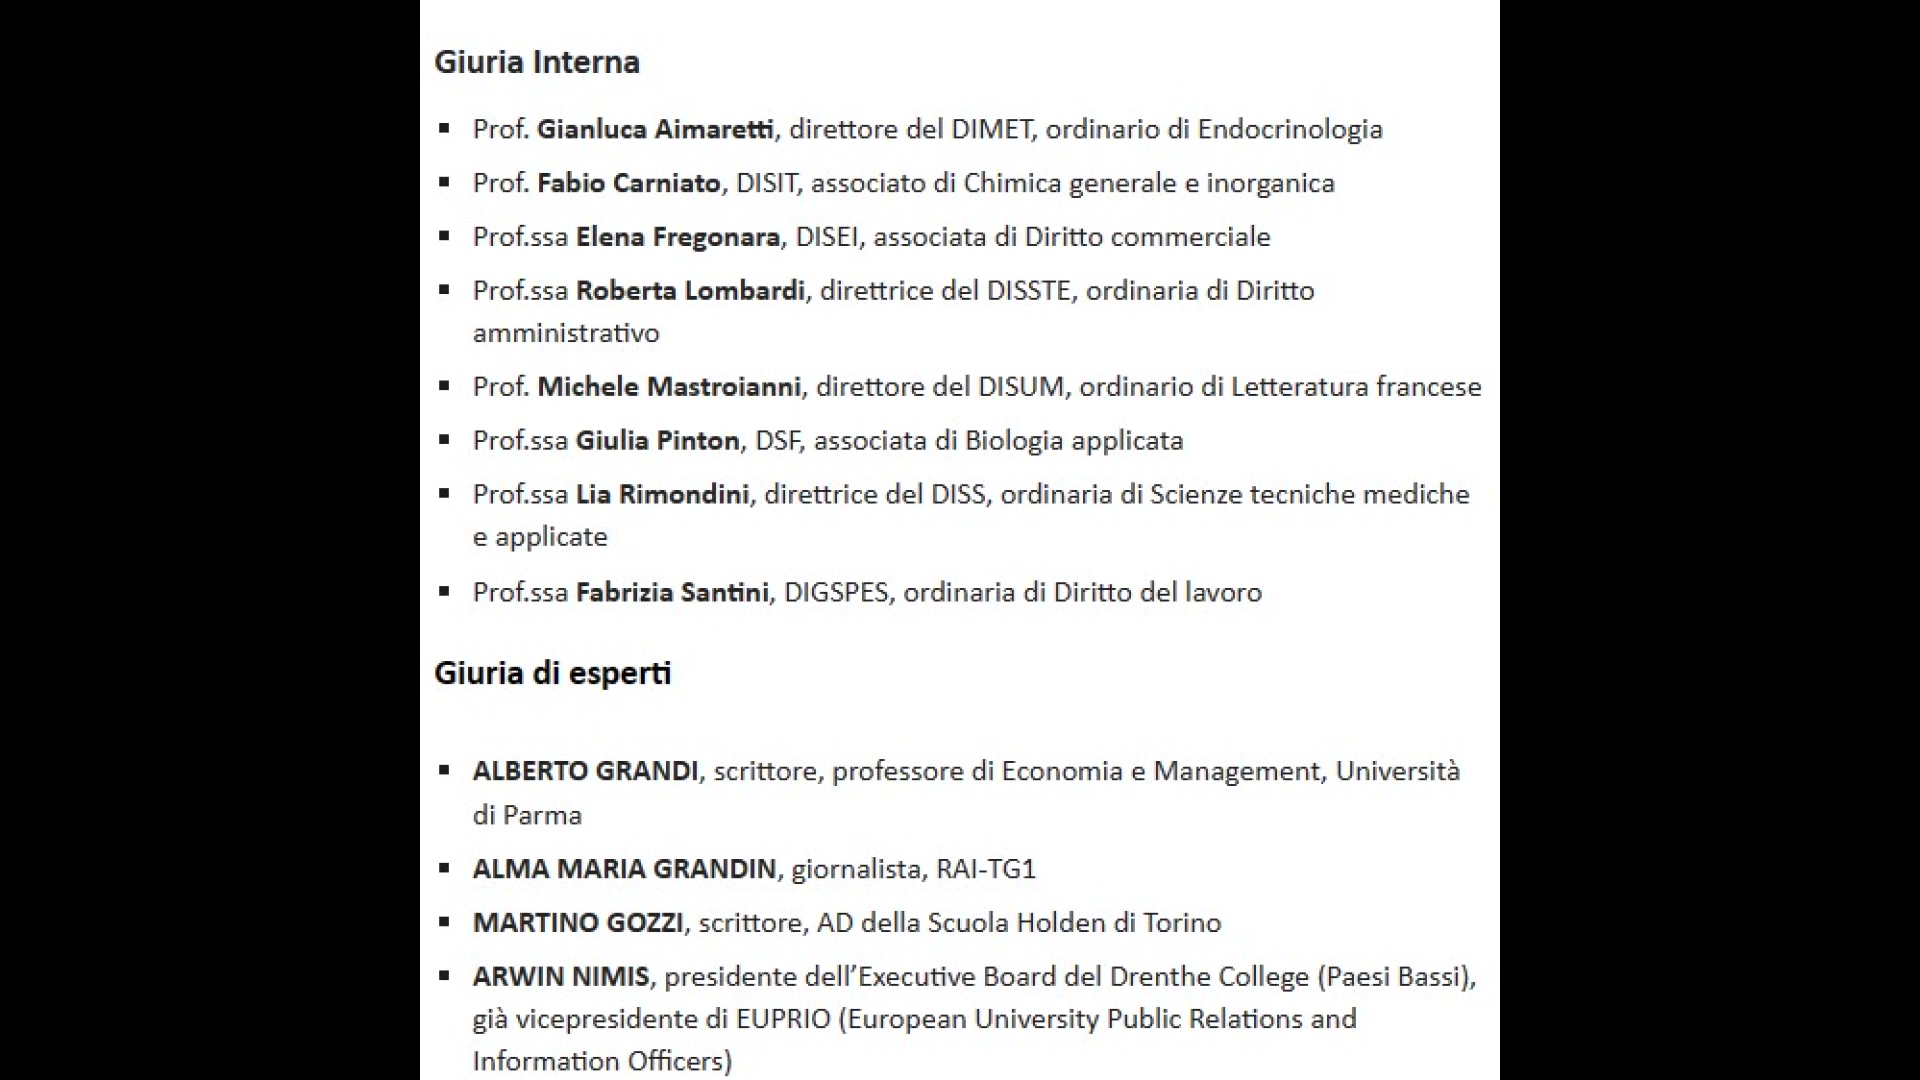 Giuria Interna
▪ Prof. Gianluca Aimaretti, direttore del DIMET, ordinario di Endocrinologia
▪ Prof. Fabio Carniato, DISIT, associato di Chimica generale e inorganica
▪ Prof.ssa Elena Fregonara, DISEI, associata di Diritto commerciale
▪ Prof.ssa Roberta Lombardi, direttrice del DISSTE, ordinaria di Diritto
amministrativo
▪ Prof. Michele Mastroianni, direttore del DISUM, ordinario di Letteratura francese
▪ Prof.ssa Giulia Pinton, DSF, associata di Biologia applicata
▪ Prof.ssa Lia Rimondini, direttrice del DISS, ordinaria di Scienze tecniche mediche
e applicate
▪ Prof.ssa Fabrizia Santini, DIGSPES, ordinaria di Diritto del lavoro
Giuria di esperti
▪ ALBERTO GRANDI, scrittore, professore di Economia e Management, Università
di Parma
▪ ALMA MARIA GRANDIN, giornalista, RAI-TG1
▪ MARTINO GOZZI, scrittore, AD della Scuola Holden di Torino
▪ ARWIN NIMIS, presidente dell’Executive Board del Drenthe College (Paesi Bassi),
già vicepresidente di EUPRIO (European University Public Relations and
Information Officers)